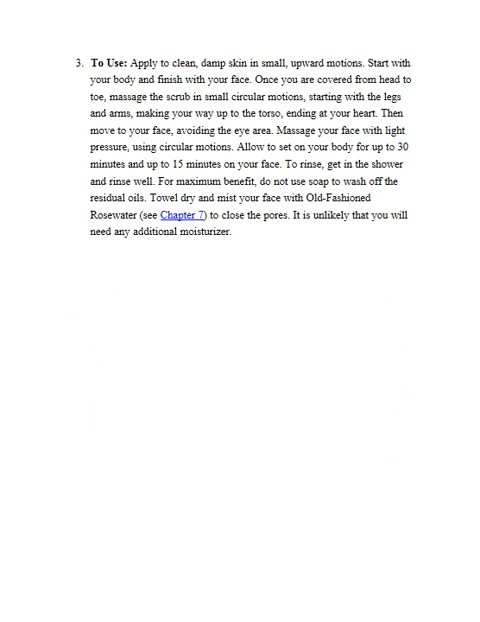 3. To Use: Apply to clean, damp skin in small, upward motions. Start with
your body and finish with your face. Once you are covered from head to
toe, massage the scrub in small circular motions, starting with the legs
and arms, making your way up to the torso, ending at your heart. Then
move to your face, avoiding the eye area. Massage your face with light
pressure, using circular motions. Allow to set on your body for up to 30
minutes and up to 15 minutes on your face. To rinse, get in the shower
and rinse well. For maximum benefit, do not use soap to wash off the
residual oils. Towel dry and mist your face with Old-Fashioned
Rosewater (see Chapter 7) to close the pores. It is unlikely that you will
need any additional moisturizer.